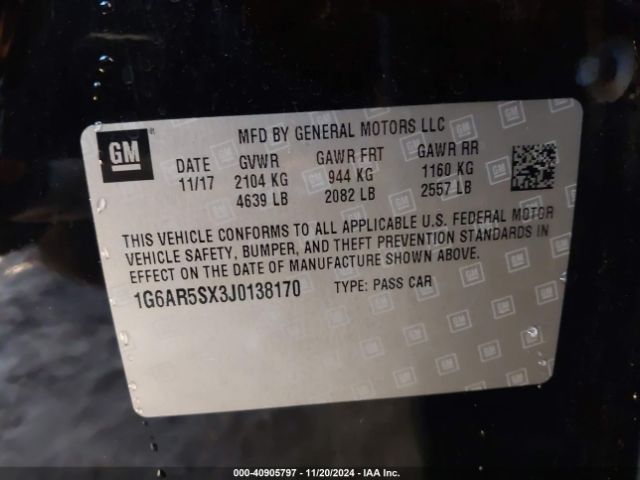 GM
MFD BY GENERAL MOTORS LLC
DATE GVWR GAWR FRT GAWR RR
11/17 2104 KG 944 KG 1160 KG
4639 LB 2082 LB 2557 LB
THIS VEHICLE CONFORMS TO ALL APPLICABLE U.S. FEDERAL MOTOR
VEHICLE SAFETY, BUMPER, AND THEFT PREVENTION STANDARDS IN
EFFECT ON THE DATE OF MANUFACTURE SHOWN ABOVE.
1G6AR5SX3J0138170 TYPE: PASS CAR
000-40905797 - 11/20/2024 - IAA Inc.